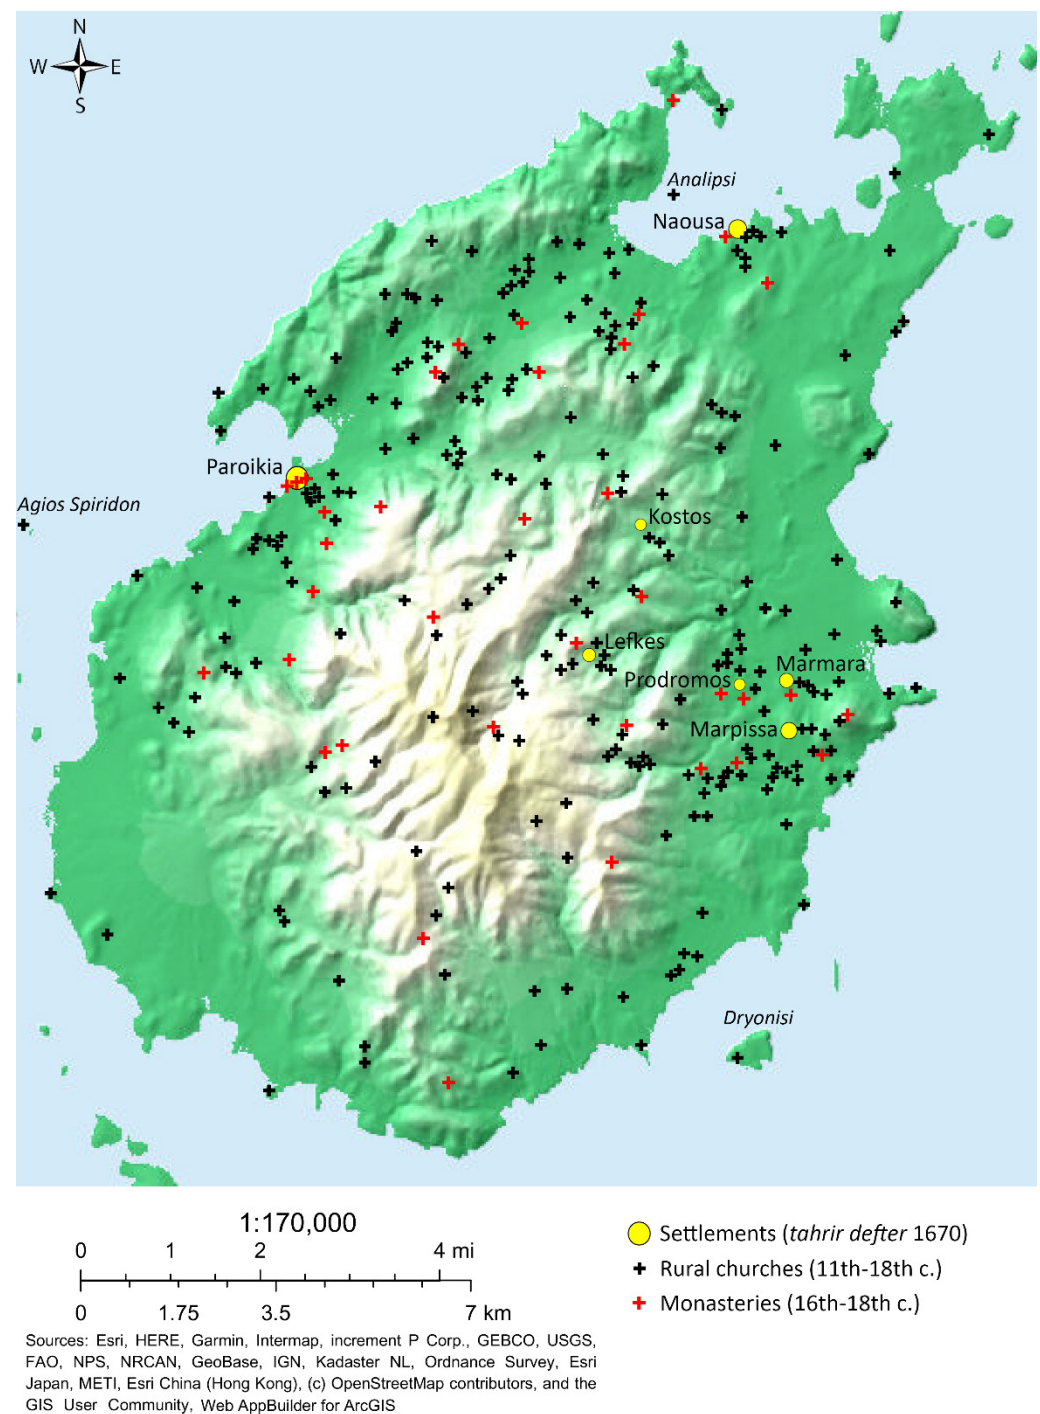 N
W E
S
Analipsi
Naousa
Paroikia
Agios Spiridon
Kostos
Lefkes
Prodromos
Marmara
Marpissa
Dryonisi
1:170,000
0 1 2 4 mi
0 1.75 3.5 7 km
Settlements (tahrir defter 1670)
Rural churches (11th-18th c.)
Monasteries (16th-18th c.)
Sources: Esri, HERE, Garmin, Intermap, increment P Corp., GEBCO, USGS,
FAO, NPS, NRCAN, GeoBase, IGN, Kadaster NL, Ordnance Survey, Esri
Japan, METI, Esri China (Hong Kong), (c) OpenStreetMap contributors, and the
GIS User Community, Web AppBuilder for ArcGIS